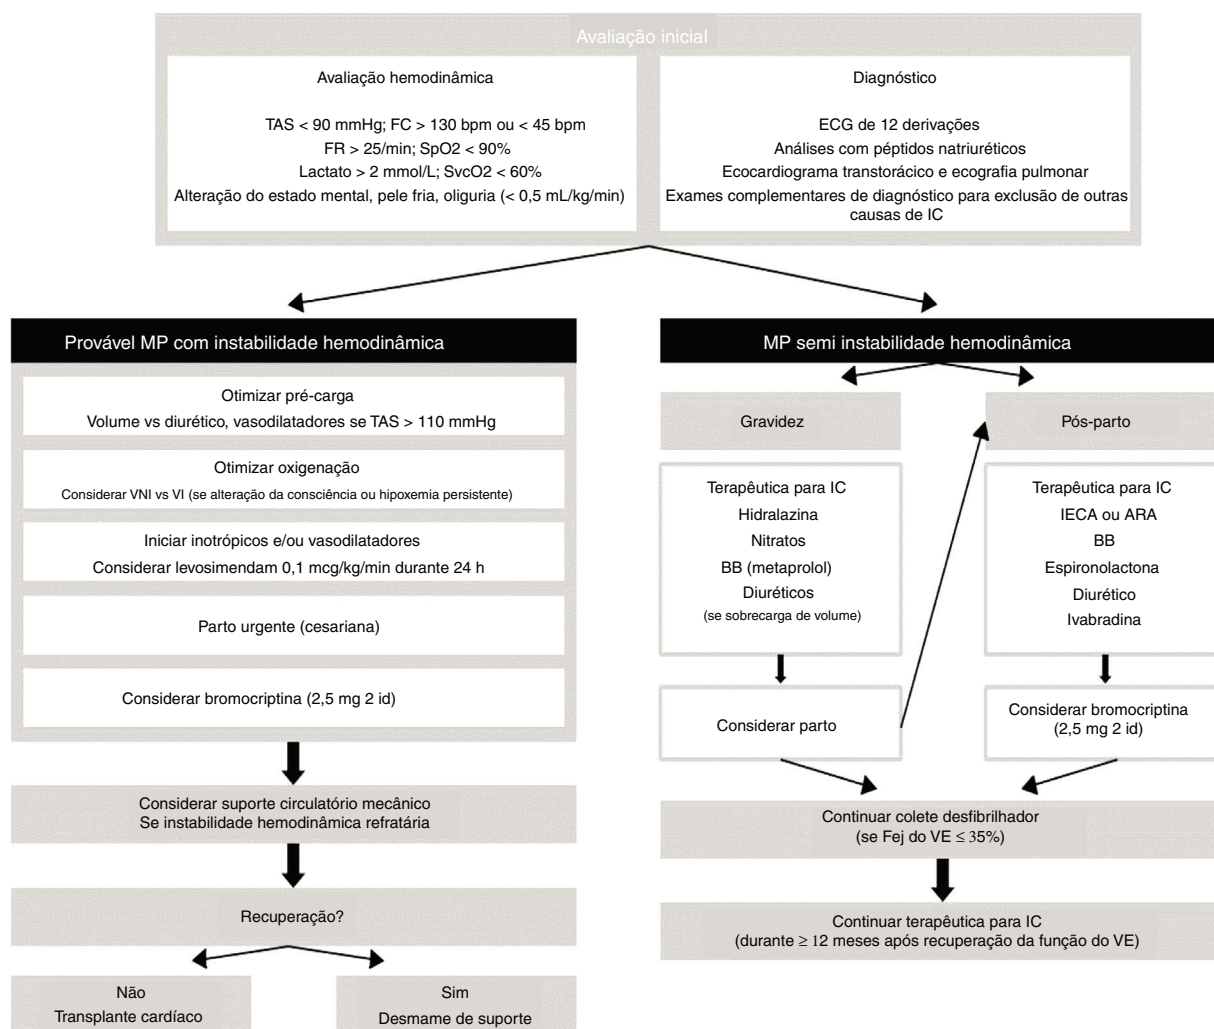 Avaliação inicial
Avaliação hemodinâmica
TAS < 90 mmHg; FC > 130 bpm ou < 45 bpm
FR > 25/min; SpO2 < 90%
Lactato > 2 mmol/L; SvcO2 < 60%
Alteração do estado mental, pele fria, oliguria (< 0,5 mL/kg/min)
Diagnóstico
ECG de 12 derivações
Análises com péptidos natriuréticos
Ecocardiograma transtorácico e ecografia pulmonar
Exames complementares de diagnóstico para exclusão de outras
causas de IC
Provável MP com instabilidade hemodinâmica
Otimizar pré-carga
Volume vs diurético, vasodilatadores se TAS > 110 mmHg
Otimizar oxigenação
Considerar VNI vs VI (se alteração da consciência ou hipoxemia persistente)
Iniciar inotrópicos e/ou vasodilatadores
Considerar levosimendam 0,1 mcg/kg/min durante 24 h
Parto urgente (cesariana)
Considerar bromocriptina (2,5 mg 2 id)
Considerar suporte circulatório mecânico
Se instabilidade hemodinâmica refratária
Recuperação?
Não
Transplante cardíaco
Sim
Desmame de suporte
MP semi instabilidade hemodinâmica
Gravidez
Terapêutica para IC
Hidralazina
Nitratos
BB (metaprolol)
Diuréticos
(se sobrecarga de volume)
Considerar parto
Pós-parto
Terapêutica para IC
IECA ou ARA
BB
Espironolactona
Diurético
Ivabradina
Considerar bromocriptina
(2,5 mg 2 id)
Continuar colete desfibrilhador
(se Fej do VE ≤ 35%)
Continuar terapêutica para IC
(durante ≥ 12 meses após recuperação da função do VE)